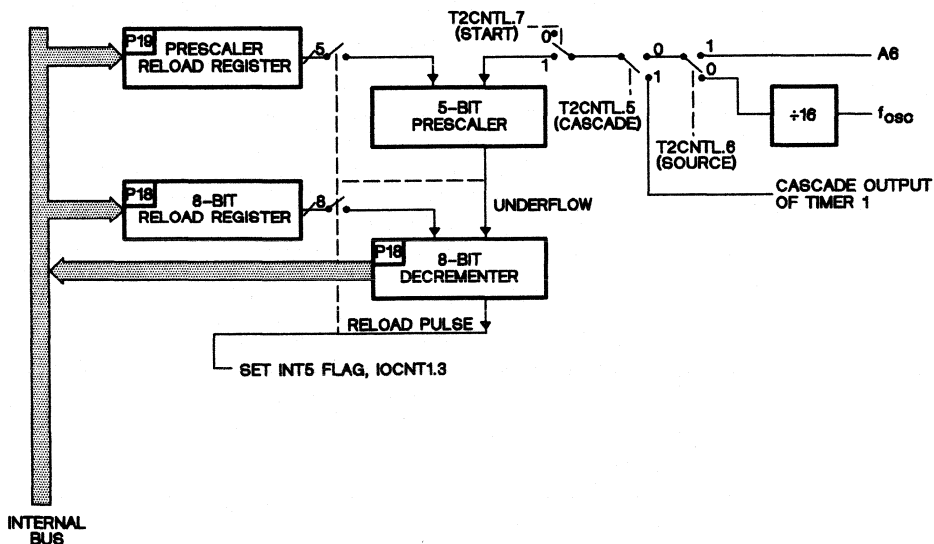 P19
PRESCALER
RELOAD REGISTER
5
T2CNTL.7
(START)
0
1
0
1
1
0
A6
5-BIT
PRESCALER
T2CNTL.5
(CASCADE)
T2CNTL.6
(SOURCE)
÷16
fosc
P18
8-BIT
RELOAD REGISTER
8
UNDERFLOW
CASCADE OUTPUT
OF TIMER 1
P18
8-BIT
DECREMENTER
RELOAD PULSE
SET INT5 FLAG, IOCNT1.3
INTERNAL
BUS